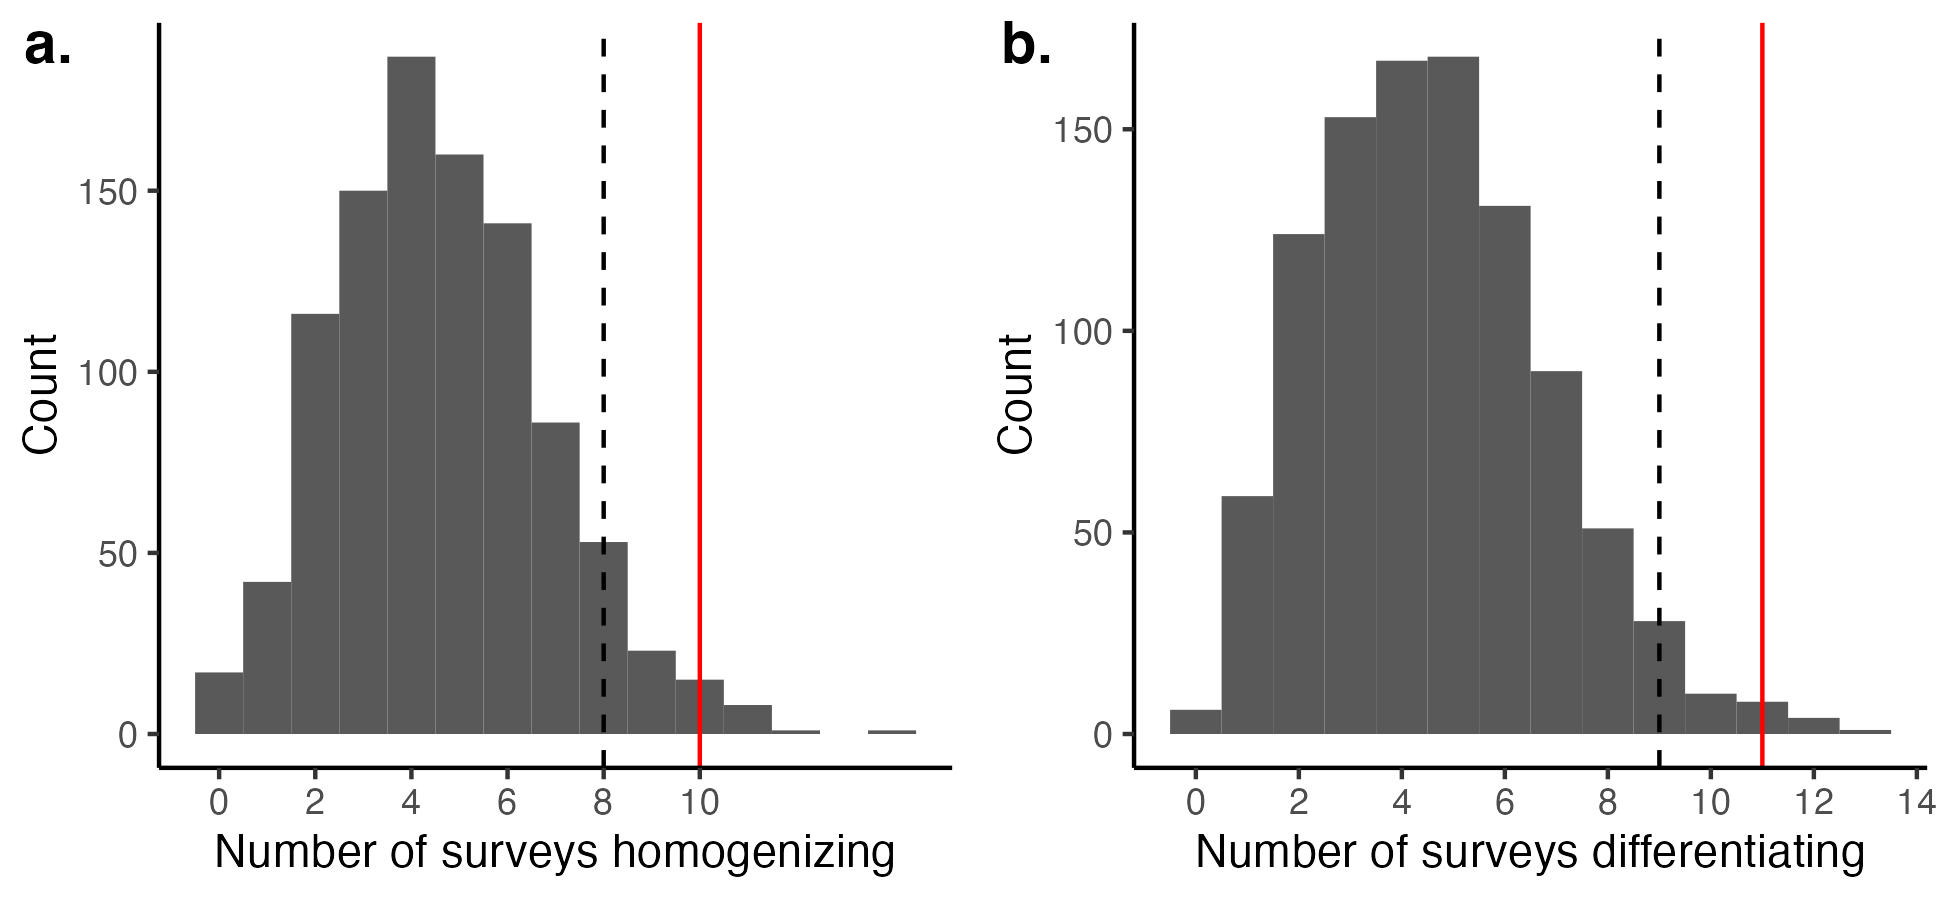 a.
Count
150
100
50
0
0 2 4 6 8 10
Number of surveys homogenizing
b.
Count
150
100
50
0
0 2 4 6 8 10 12 14
Number of surveys differentiating